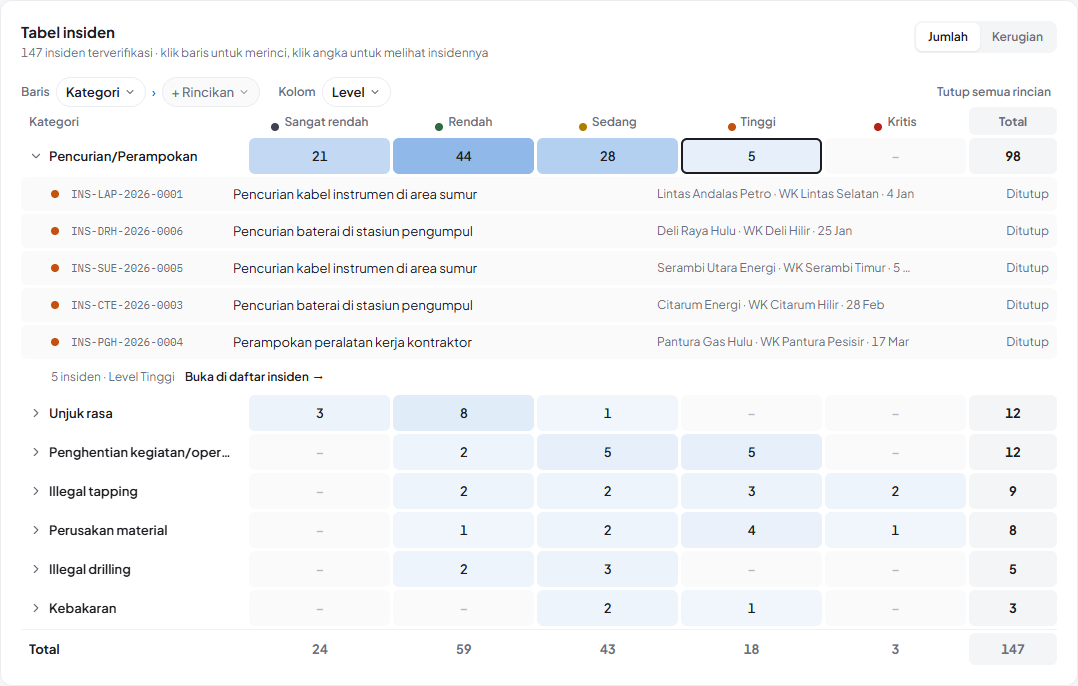 Tabel insiden
147 insiden terverifikasi · klik baris untuk merinci, klik angka untuk melihat insidennya
Jumlah Kerugian
Baris Kategori › + Rincikan Kolom Level Tutup semua rincian
Kategori Sangat rendah Rendah Sedang Tinggi Kritis Total
Pencurian/Perampokan 21 44 28 5 – 98
INS-LAP-2026-0001 Pencurian kabel instrumen di area sumur Lintas Andalas Petro · WK Lintas Selatan · 4 Jan Ditutup
INS-DRH-2026-0006 Pencurian baterai di stasiun pengumpul Deli Raya Hulu · WK Deli Hilir · 25 Jan Ditutup
INS-SUE-2026-0005 Pencurian kabel instrumen di area sumur Serambi Utara Energi · WK Serambi Timur · 5 ... Ditutup
INS-CTE-2026-0003 Pencurian baterai di stasiun pengumpul Citarum Energi · WK Citarum Hilir · 28 Feb Ditutup
INS-PGH-2026-0004 Perampokan peralatan kerja kontraktor Pantura Gas Hulu · WK Pantura Pesisir · 17 Mar Ditutup
5 insiden · Level Tinggi Buka di daftar insiden →
Unjuk rasa 3 8 1 – – 12
Penghentian kegiatan/oper... – 2 5 5 – 12
Illegal tapping – 2 2 3 2 9
Perusakan material – 1 2 4 1 8
Illegal drilling – 2 3 – – 5
Kebakaran – – 2 1 – 3
Total 24 59 43 18 3 147